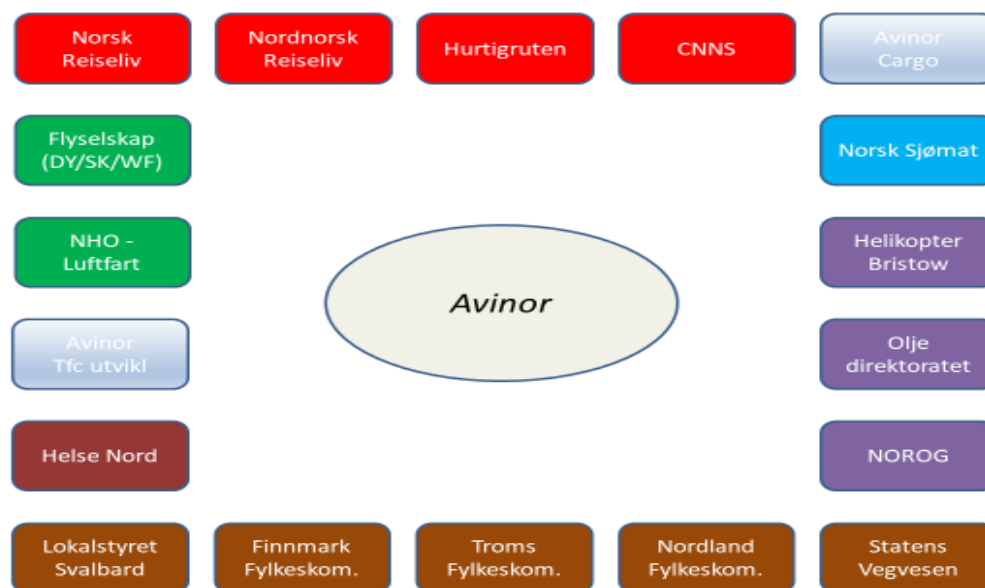 Norsk
Reiseliv
Nordnorsk
Reiseliv
Hurtigruten
CNNS
Avinor
Cargo
Flyselskap
(DY/SK/WF)
Norsk Sjømat
NHO -
Luftfart
Helikopter
Bristow
Avinor
Avinor
Tfc utvikl
Olje
direktoratet
Helse Nord
NOROG
Lokalstyret
Svalbard
Finnmark
Fylkeskom.
Troms
Fylkeskom.
Nordland
Fylkeskom.
Statens
Vegvesen